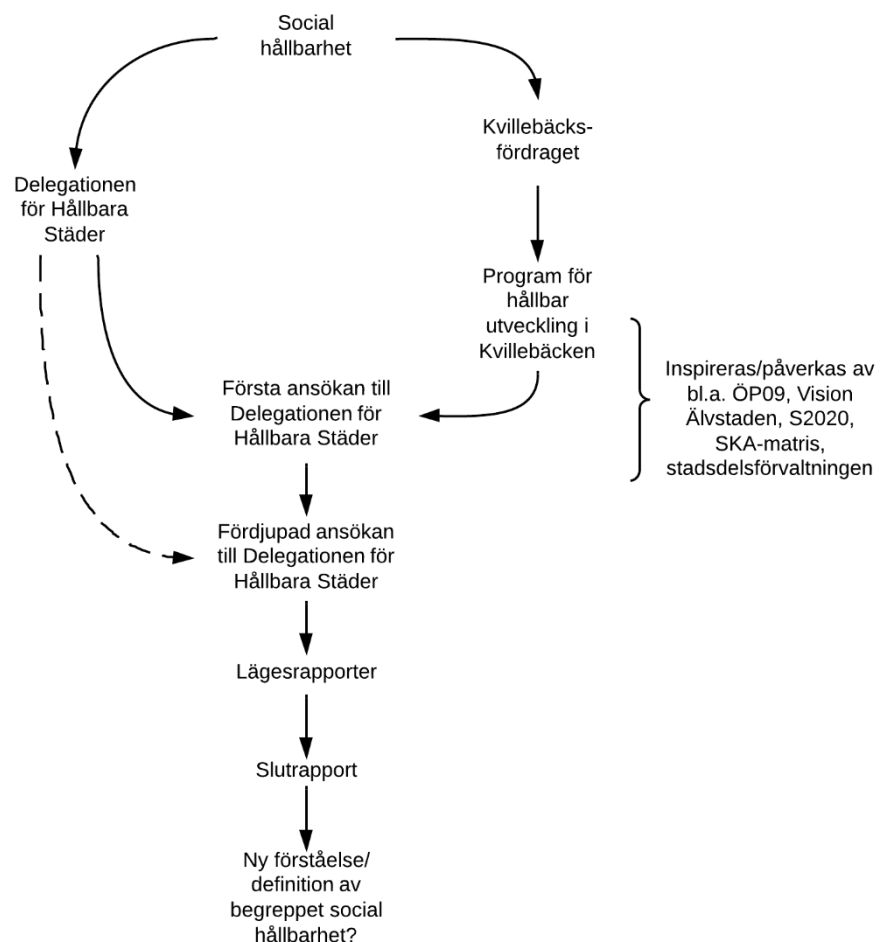 Social
hållbarhet
Kvillebäcks-
fördraget
Delegationen
för Hållbara
Städer
Program för
hållbar
utveckling i
Kvillebäcken
Inspireras/påverkas av
bl.a. ÖP09, Vision
Älvstaden, S2020,
SKA-matris,
stadsdelsförvaltningen
Första ansökan till
Delegationen för
Hållbara Städer
Fördjupad ansökan
till Delegationen för
Hållbara Städer
Lägesrapporter
Slutrapport
Ny förståelse/
definition av
begreppet social
hållbarhet?